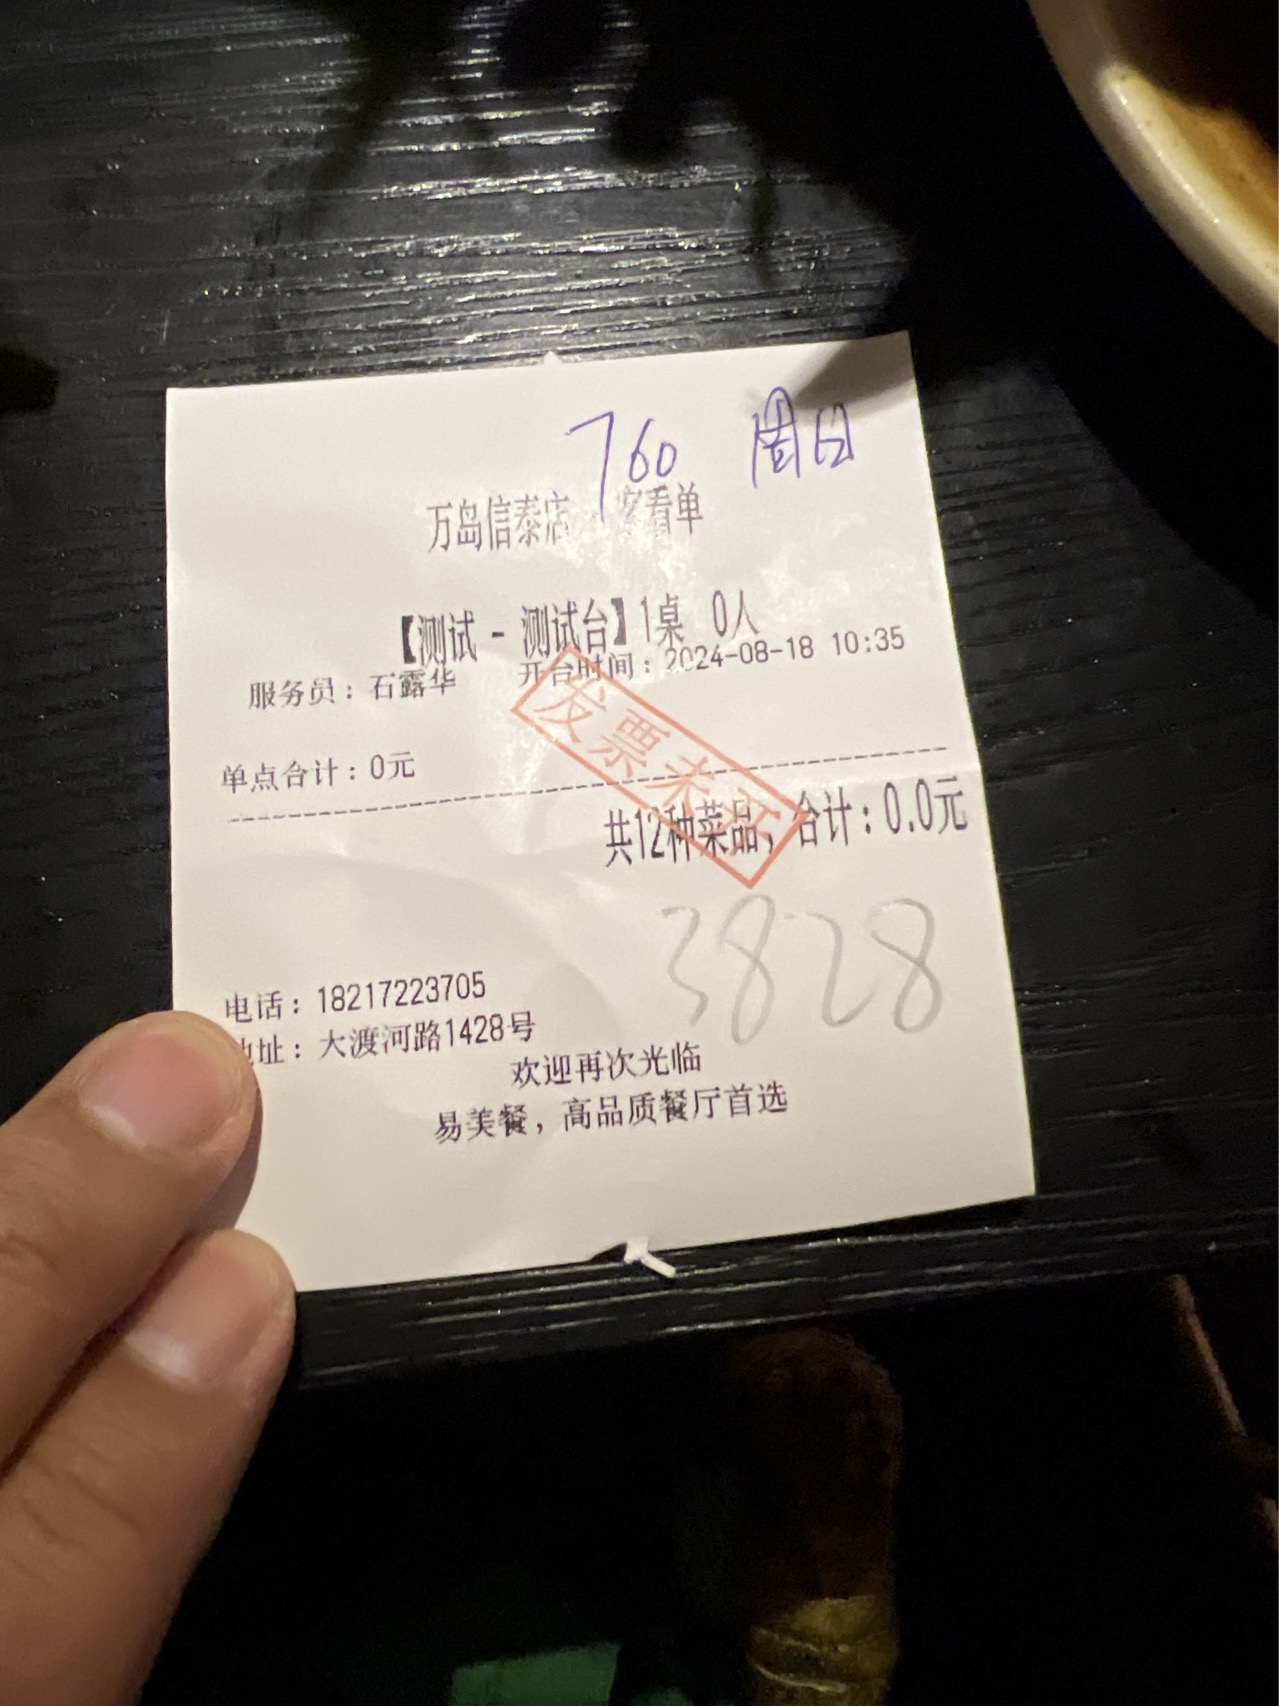 760 周日
万岛信泰店 客看单
【测试 - 测试台】1桌 0人
服务员：石露华 开台时间：2024-08-18 10:35
发票未开
单点合计：0元
共12种菜品，合计：0.0元
3828
电话：18217223705
地址：大渡河路1428号
欢迎再次光临
易美餐，高品质餐厅首选